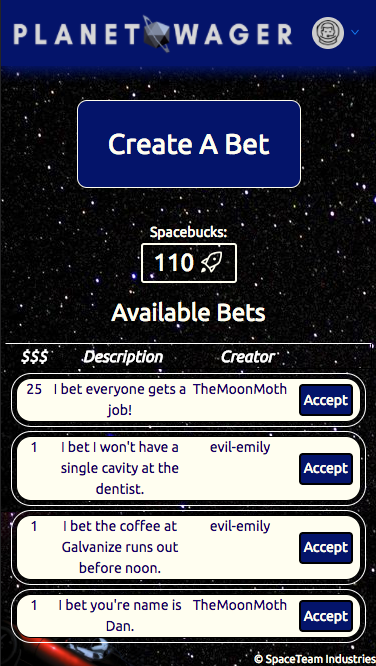 PLANET WAGER
Create A Bet
Spacebucks:
110
Available Bets
$$$ Description Creator
25 I bet everyone gets a TheMoonMoth Accept
job!
1 I bet I won't have a evil-emily Accept
single cavity at the
dentist.
1 I bet the coffee at evil-emily Accept
Galvanize runs out
before noon.
1 I bet you're name is TheMoonMoth Accept
Dan.
© SpaceTeam Industries